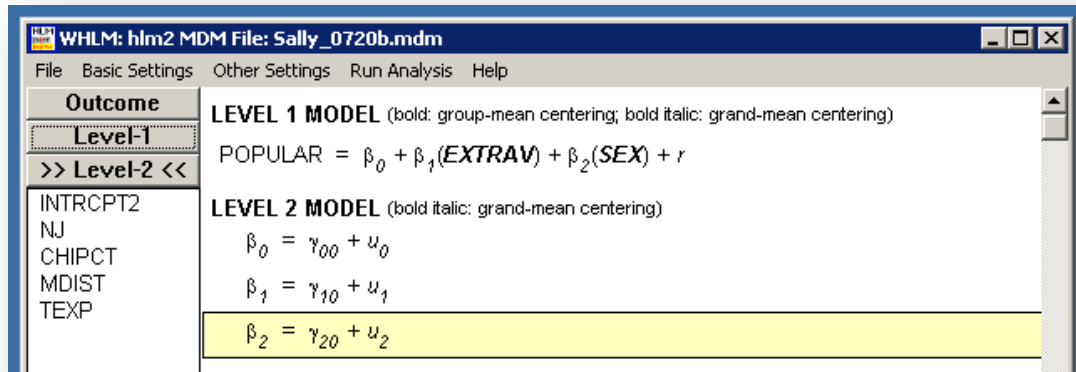 WHLM: hlm2 MDM File: Sally_0720b.mdm
File Basic Settings Other Settings Run Analysis Help
Outcome
Level-1
>> Level-2 <<
INTRCPT2
NJ
CHIPCT
MDIST
TEXP
LEVEL 1 MODEL (bold: group-mean centering; bold italic: grand-mean centering)
POPULAR = β0 + β1(EXTRAV) + β2(SEX) + r
LEVEL 2 MODEL (bold italic: grand-mean centering)
β0 = γ00 + u0
β1 = γ10 + u1
β2 = γ20 + u2